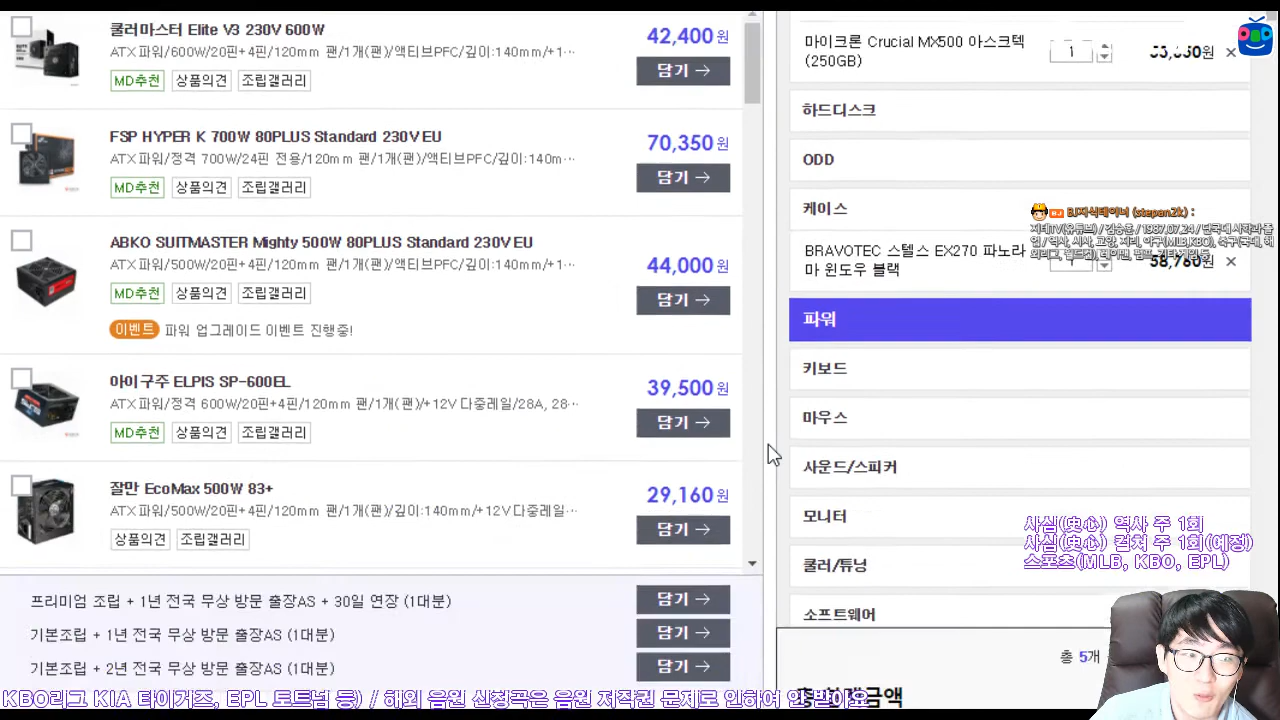 쿨러마스터 Elite V3 230V 600W
ATX 파워/600W/20핀+4핀/120mm 팬/1개(팬)/액티브PFC/깊이:140mm/+1…
MD추천 상품의견 조립갤러리
42,400원
담기 →
FSP HYPER K 700W 80PLUS Standard 230V EU
ATX 파워/정격 700W/24핀 전용/120mm 팬/1개(팬)/액티브PFC/깊이:140m…
MD추천 상품의견 조립갤러리
70,350원
담기 →
ABKO SUITMASTER Mighty 500W 80PLUS Standard 230V EU
ATX 파워/500W/20핀+4핀/120mm 팬/1개(팬)/액티브PFC/깊이:140mm/+1…
MD추천 상품의견 조립갤러리
이벤트 파워 업그레이드 이벤트 진행중!
44,000원
담기 →
아이구주 ELPIS SP-600EL
ATX 파워/정격 600W/20핀+4핀/120mm 팬/1개(팬)/+12V 다중레일/28A, 28…
MD추천 상품의견 조립갤러리
39,500원
담기 →
잘만 EcoMax 500W 83+
ATX 파워/500W/20핀+4핀/120mm 팬/1개(팬)/깊이:140mm/+12V 다중레일…
상품의견 조립갤러리
29,160원
담기 →
프리미엄 조립 + 1년 전국 무상 방문 출장AS + 30일 연장 (1대분)
담기 →
기본조립 + 1년 전국 무상 방문 출장AS (1대분)
담기 →
기본조립 + 2년 전국 무상 방문 출장AS (1대분)
담기 →
마이크론 Crucial MX500 아스크텍
(250GB)
1
하드디스크
ODD
케이스
BRAVOTEC 스텔스 EX270 파노라
마 윈도우 블랙
58,760원
BJ지식테이너 (stepan2k) :
파워
키보드
마우스
사운드/스피커
모니터
쿨러/튜닝
소프트웨어
사심(史心) 역사 주 1회
사심(史心) 컬쳐 주 1회(예정)
스포츠(MLB, KBO, EPL)
총 5개
KBO리그 KIA 타이거즈, EPL 토트넘 등) / 해외 음원 신청곡은 음원 저작권 문제로 인하여 안 받아요